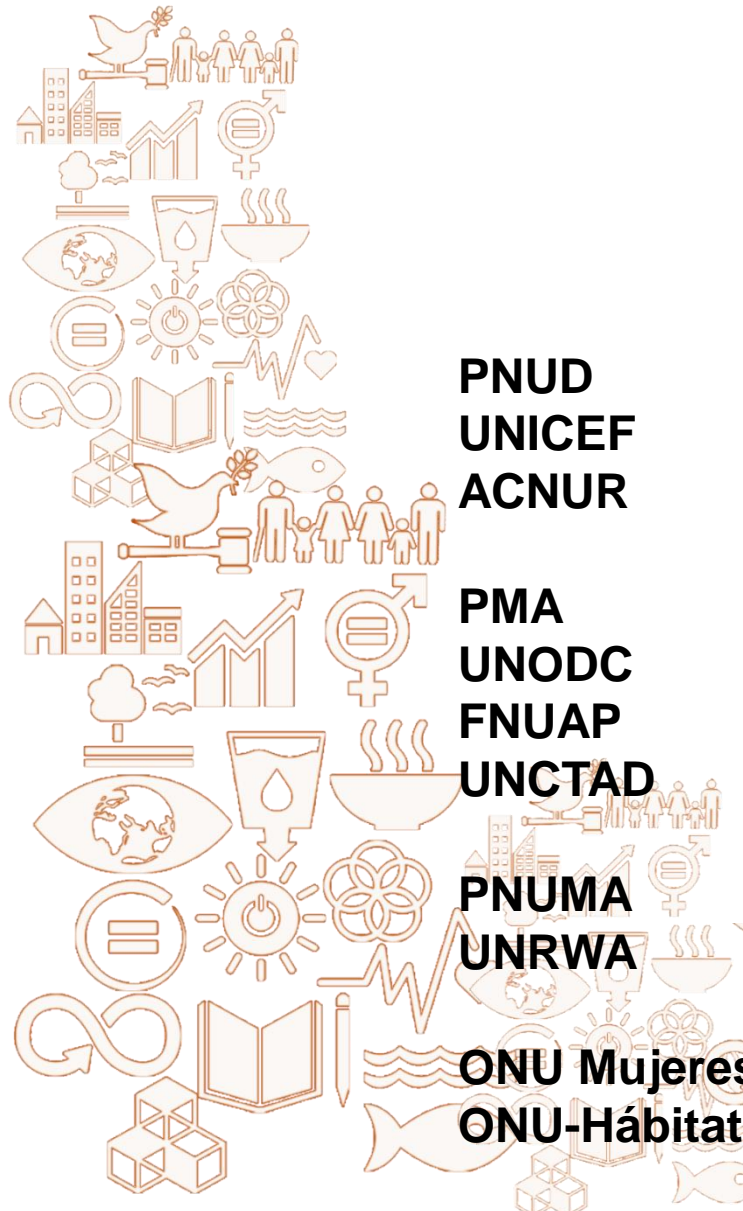 PNUD
UNICEF
ACNUR
PMA
UNODC
FNUAP
UNCTAD
PNUMA
UNRWA
ONU Mujeres
ONU-Hábitat